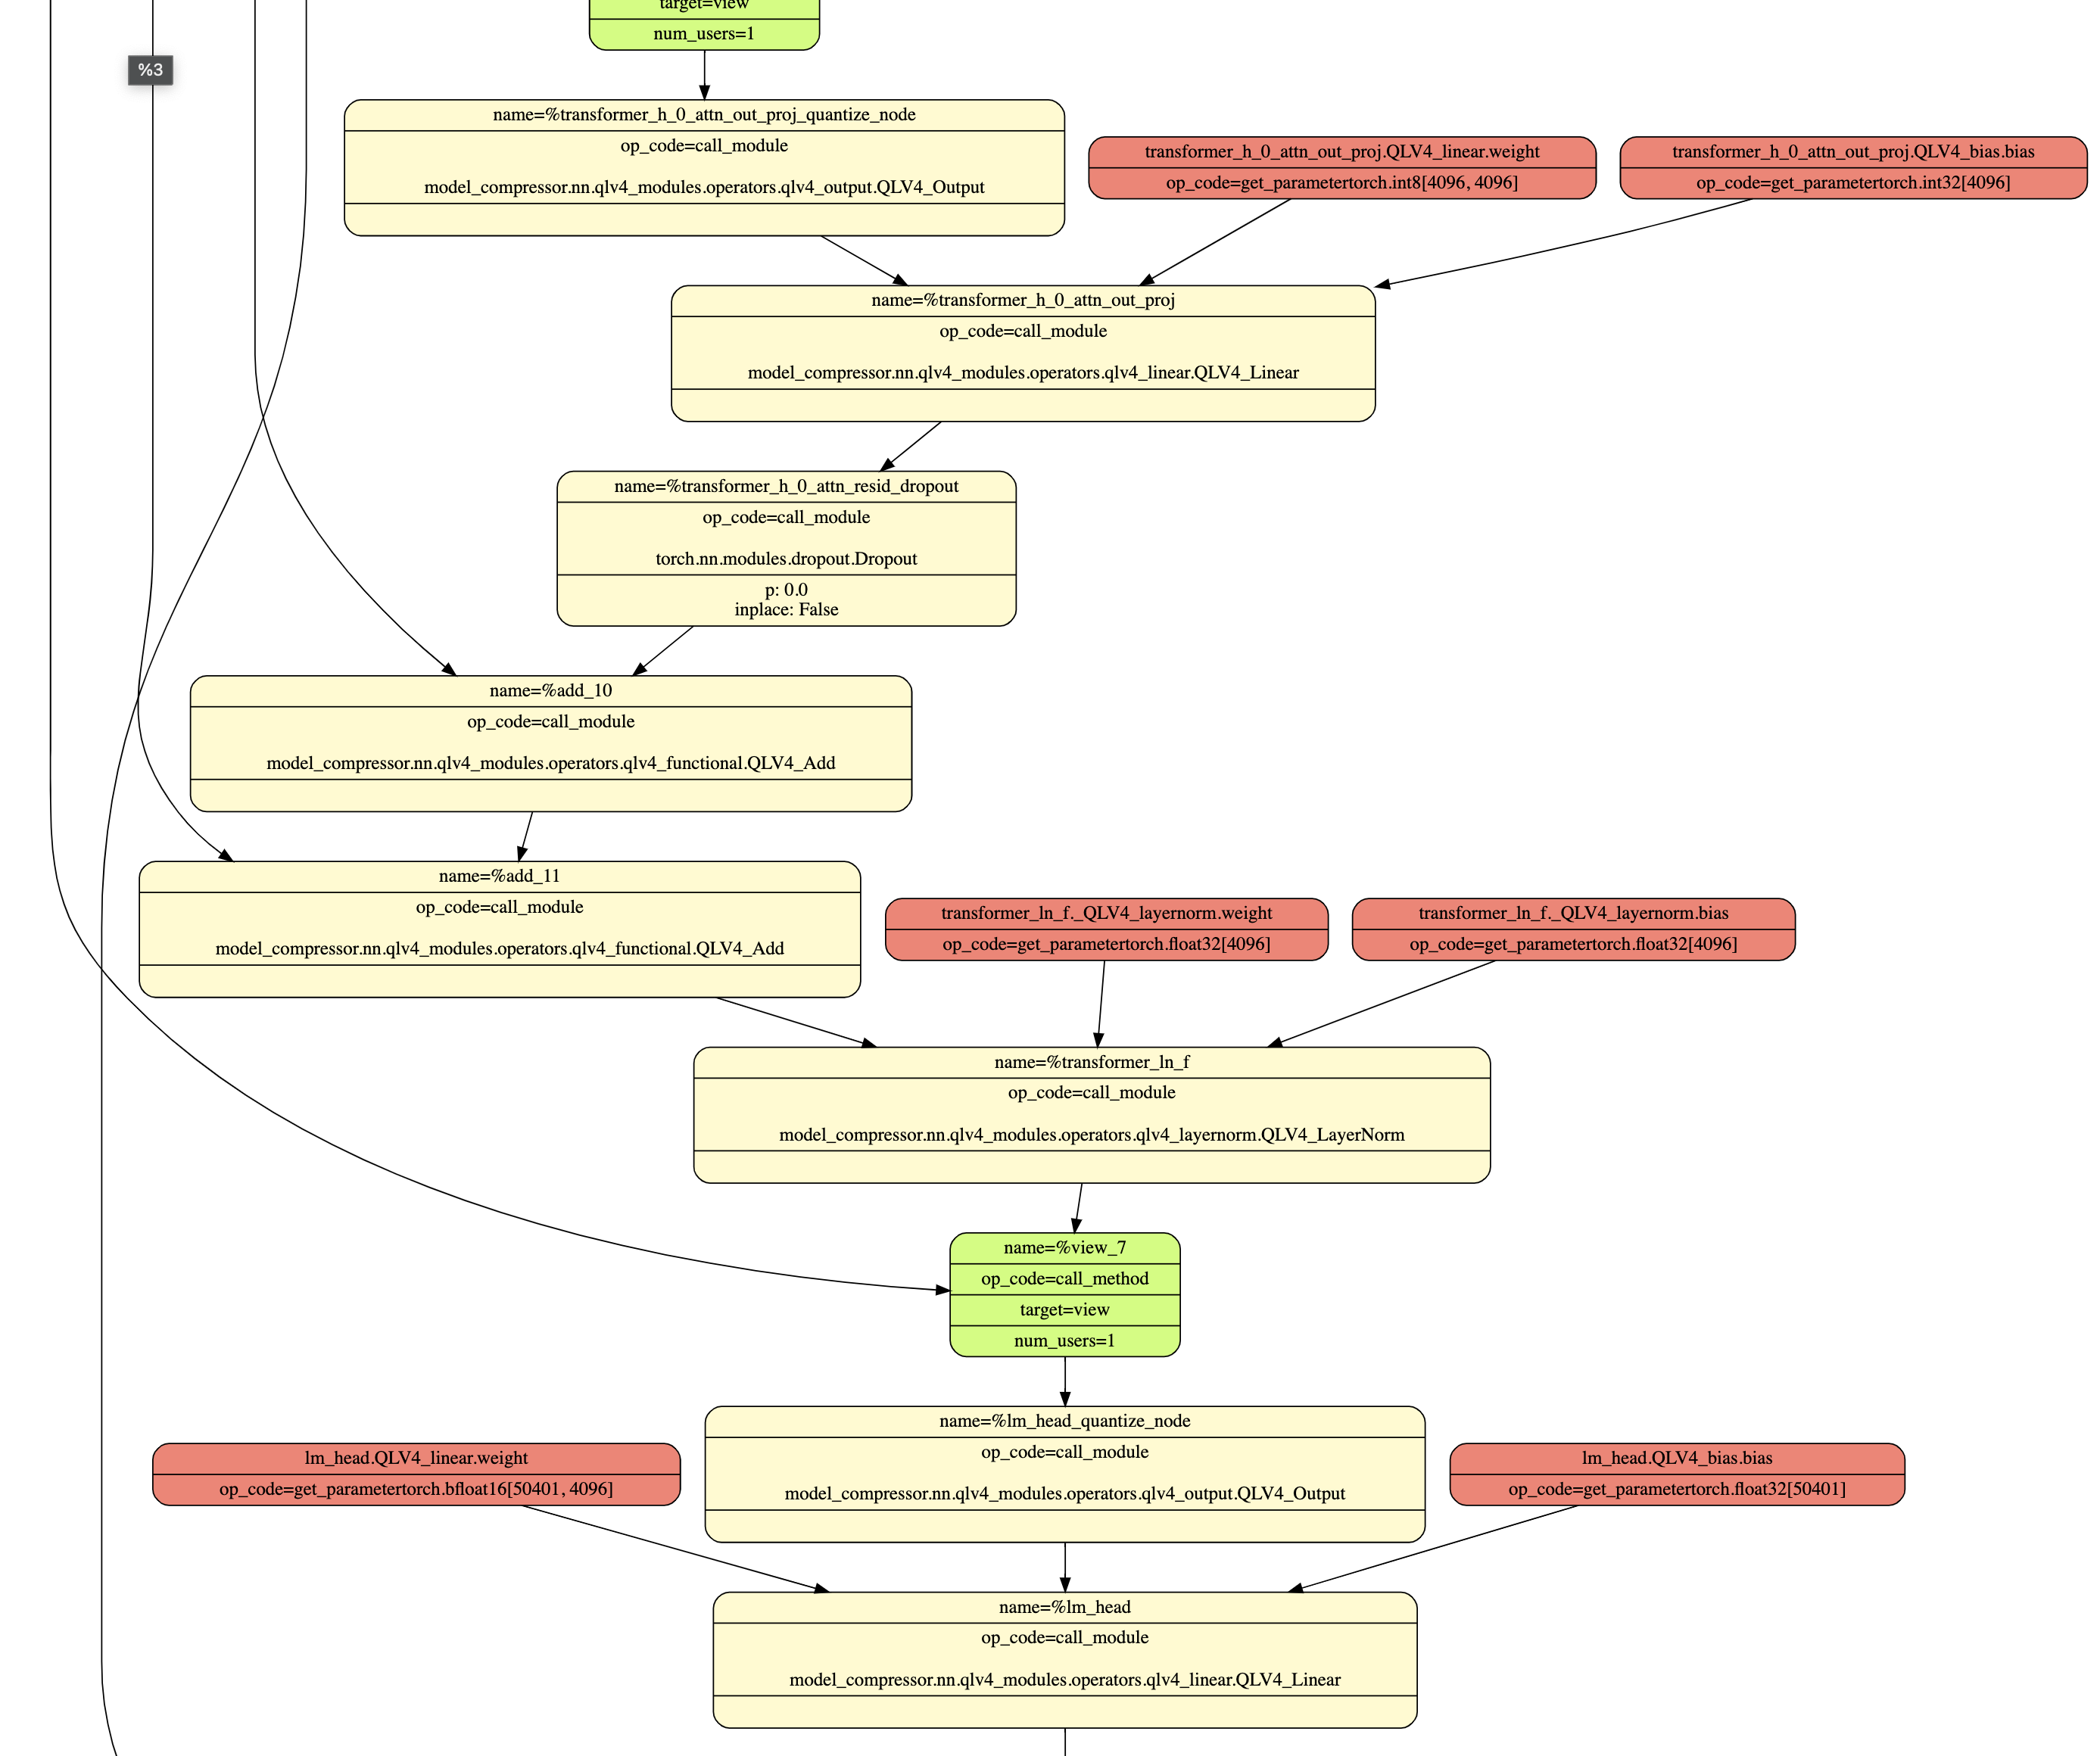 target=view
num_users=1
%3
name=%transformer_h_0_attn_out_proj_quantize_node
op_code=call_module
model_compressor.nn.qlv4_modules.operators.qlv4_output.QLV4_Output
transformer_h_0_attn_out_proj.QLV4_linear.weight
op_code=get_parametertorch.int8[4096, 4096]
transformer_h_0_attn_out_proj.QLV4_bias.bias
op_code=get_parametertorch.int32[4096]
name=%transformer_h_0_attn_out_proj
op_code=call_module
model_compressor.nn.qlv4_modules.operators.qlv4_linear.QLV4_Linear
name=%transformer_h_0_attn_resid_dropout
op_code=call_module
torch.nn.modules.dropout.Dropout
p: 0.0
inplace: False
name=%add_10
op_code=call_module
model_compressor.nn.qlv4_modules.operators.qlv4_functional.QLV4_Add
name=%add_11
op_code=call_module
model_compressor.nn.qlv4_modules.operators.qlv4_functional.QLV4_Add
transformer_ln_f._QLV4_layernorm.weight
op_code=get_parametertorch.float32[4096]
transformer_ln_f._QLV4_layernorm.bias
op_code=get_parametertorch.float32[4096]
name=%transformer_ln_f
op_code=call_module
model_compressor.nn.qlv4_modules.operators.qlv4_layernorm.QLV4_LayerNorm
name=%view_7
op_code=call_method
target=view
num_users=1
name=%lm_head_quantize_node
op_code=call_module
model_compressor.nn.qlv4_modules.operators.qlv4_output.QLV4_Output
lm_head.QLV4_linear.weight
op_code=get_parametertorch.bfloat16[50401, 4096]
lm_head.QLV4_bias.bias
op_code=get_parametertorch.float32[50401]
name=%lm_head
op_code=call_module
model_compressor.nn.qlv4_modules.operators.qlv4_linear.QLV4_Linear